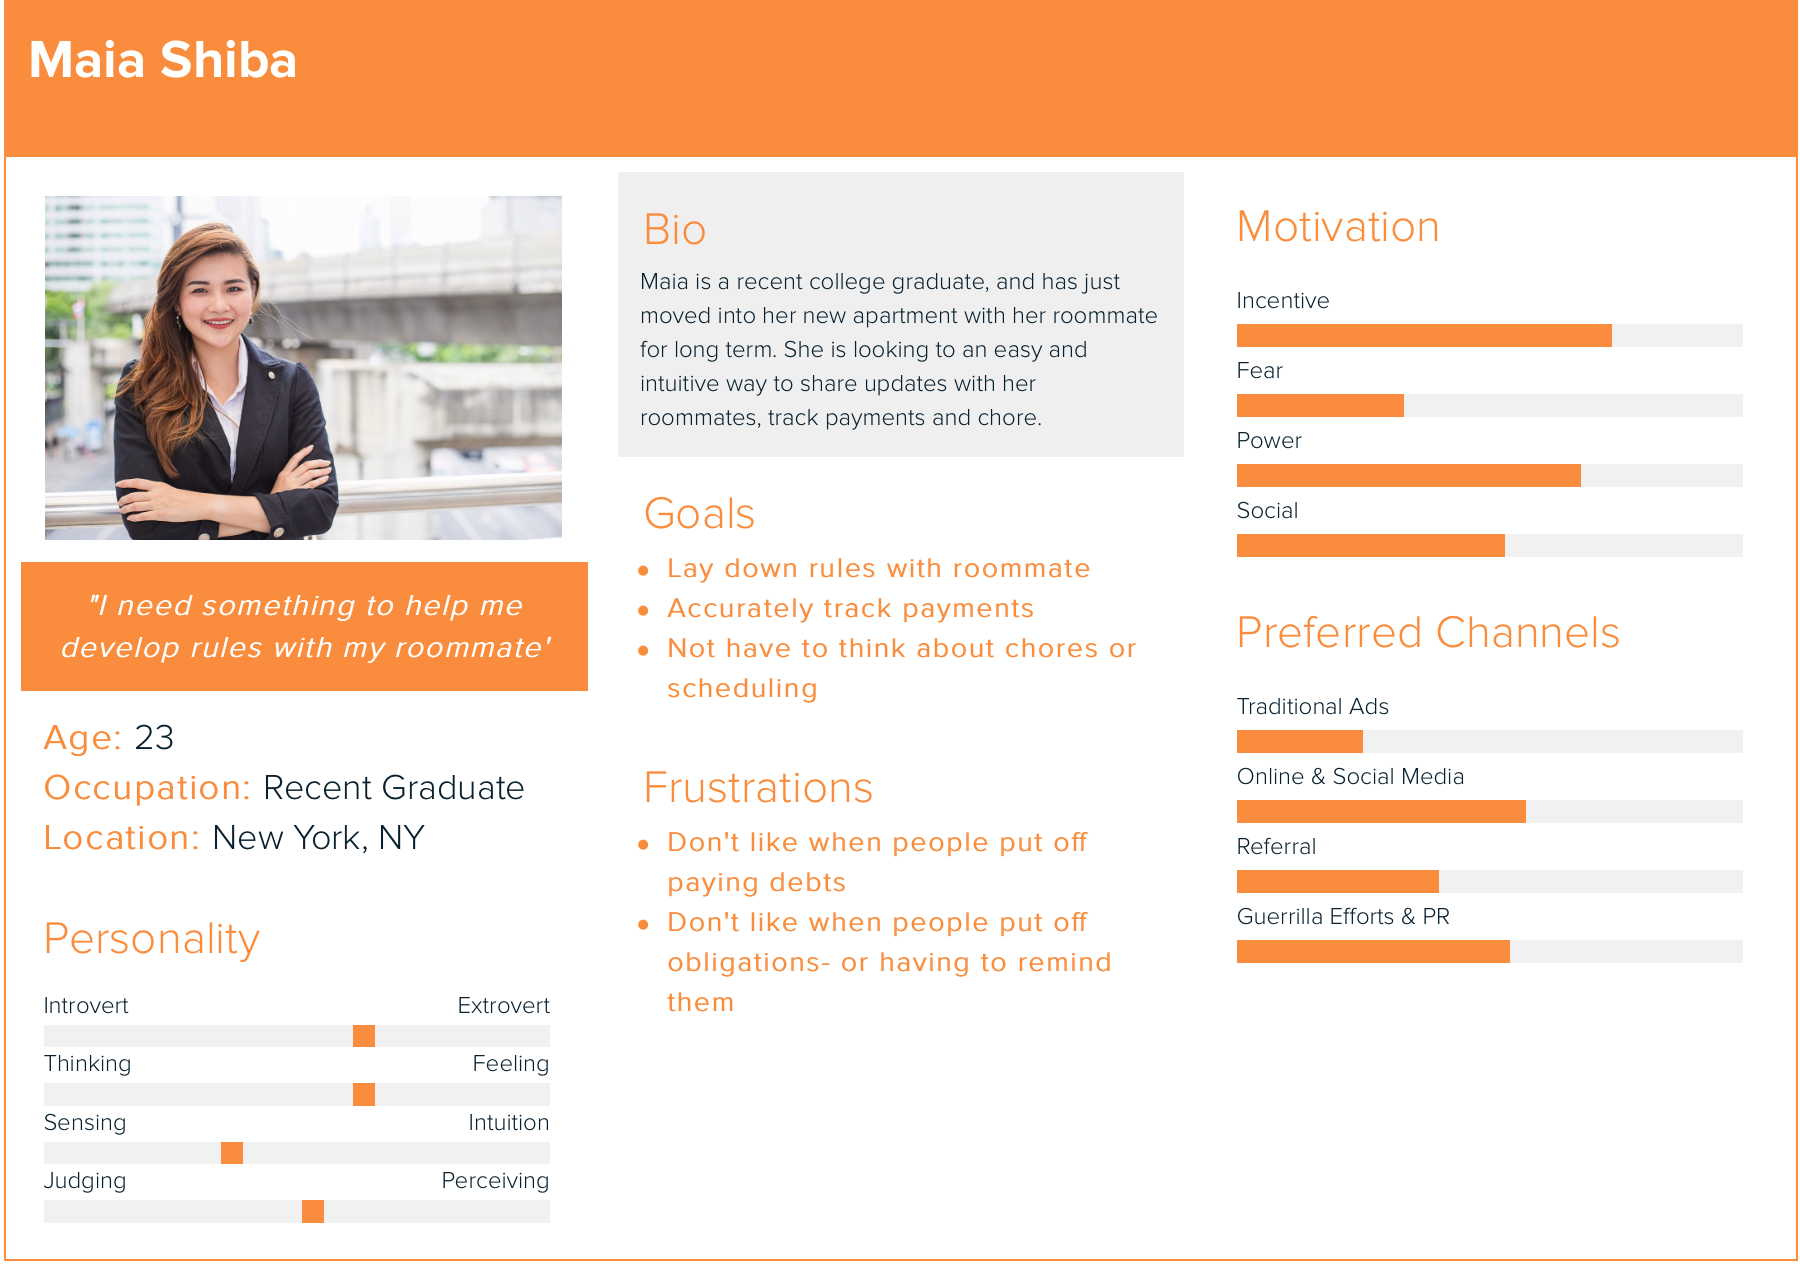 Maia Shiba
"I need something to help me
develop rules with my roommate'
Age: 23
Occupation: Recent Graduate
Location: New York, NY
Personality
Introvert Extrovert
Thinking Feeling
Sensing Intuition
Judging Perceiving
Bio
Maia is a recent college graduate, and has just
moved into her new apartment with her roommate
for long term. She is looking to an easy and
intuitive way to share updates with her
roommates, track payments and chore.
Goals
• Lay down rules with roommate
• Accurately track payments
• Not have to think about chores or
scheduling
Frustrations
• Don't like when people put off
paying debts
• Don't like when people put off
obligations- or having to remind
them
Motivation
Incentive
Fear
Power
Social
Preferred Channels
Traditional Ads
Online & Social Media
Referral
Guerrilla Efforts & PR